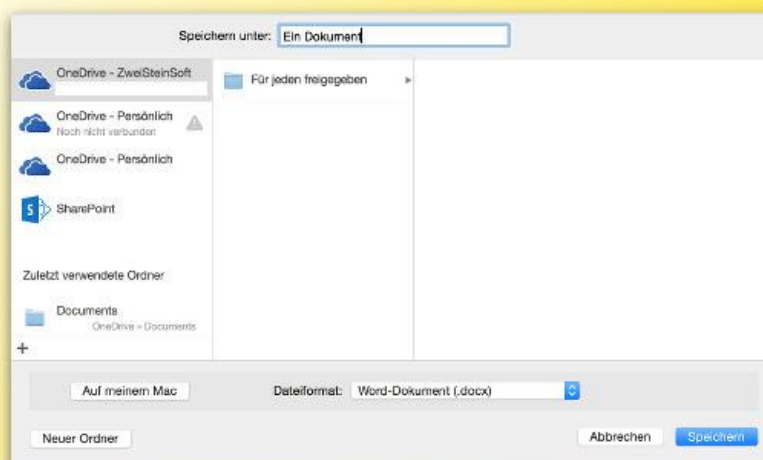 Speichern unter: Ein Dokument
OneDrive - ZweiSteinSoft
OneDrive - Persönlich
Noch nicht verbunden
OneDrive - Persönlich
SharePoint
Zuletzt verwendete Ordner
Documents
OneDrive » Documents
+
Für jeden freigegeben
Auf meinem Mac
Dateiformat: Word-Dokument (.docx)
Neuer Ordner
Abbrechen
Speichern